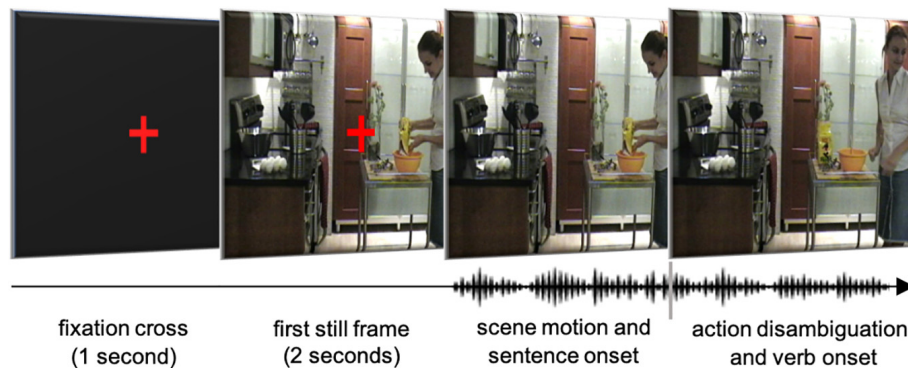 fixation cross
(1 second)
first still frame
(2 seconds)
scene motion and
sentence onset
action disambiguation
and verb onset